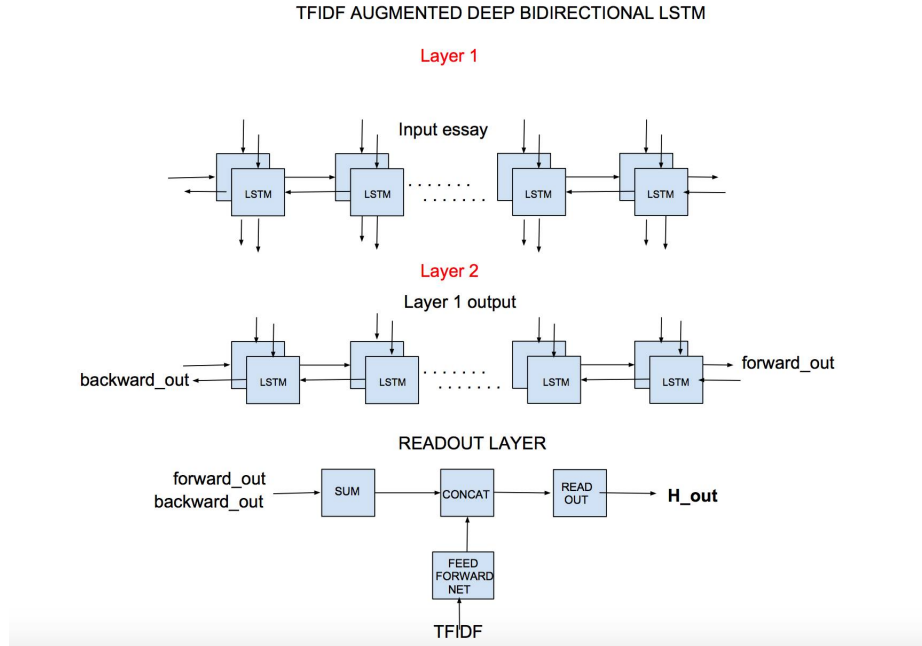 TFIDF AUGMENTED DEEP BIDIRECTIONAL LSTM
Layer 1
Input essay
LSTM
LSTM
LSTM
LSTM
Layer 2
Layer 1 output
backward_out
LSTM
LSTM
LSTM
LSTM
forward_out
READOUT LAYER
forward_out
backward_out
SUM
CONCAT
READ
OUT
H_out
FEED
FORWARD
NET
TFIDF